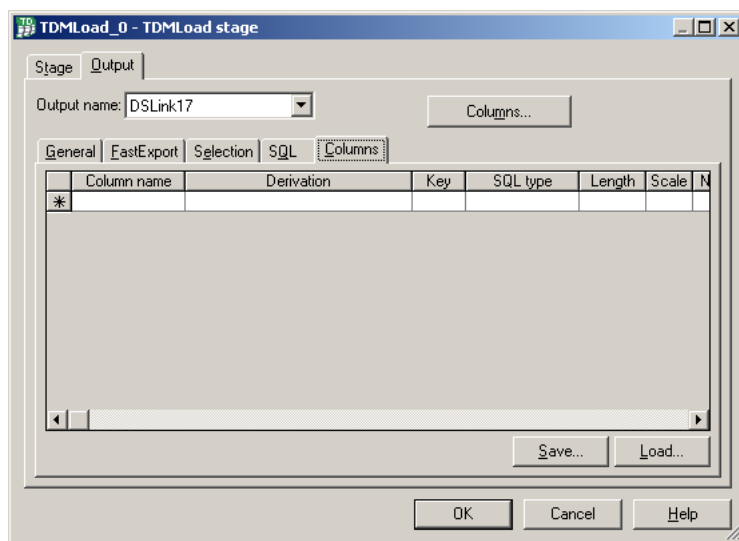 TDMLoad_0 - TDMLoad stage
Stage Output
Output name: DSLink17 Columns...
General FastExport Selection SQL Columns
Column name Derivation Key SQL type Length Scale N
*
Save... Load...
OK Cancel Help